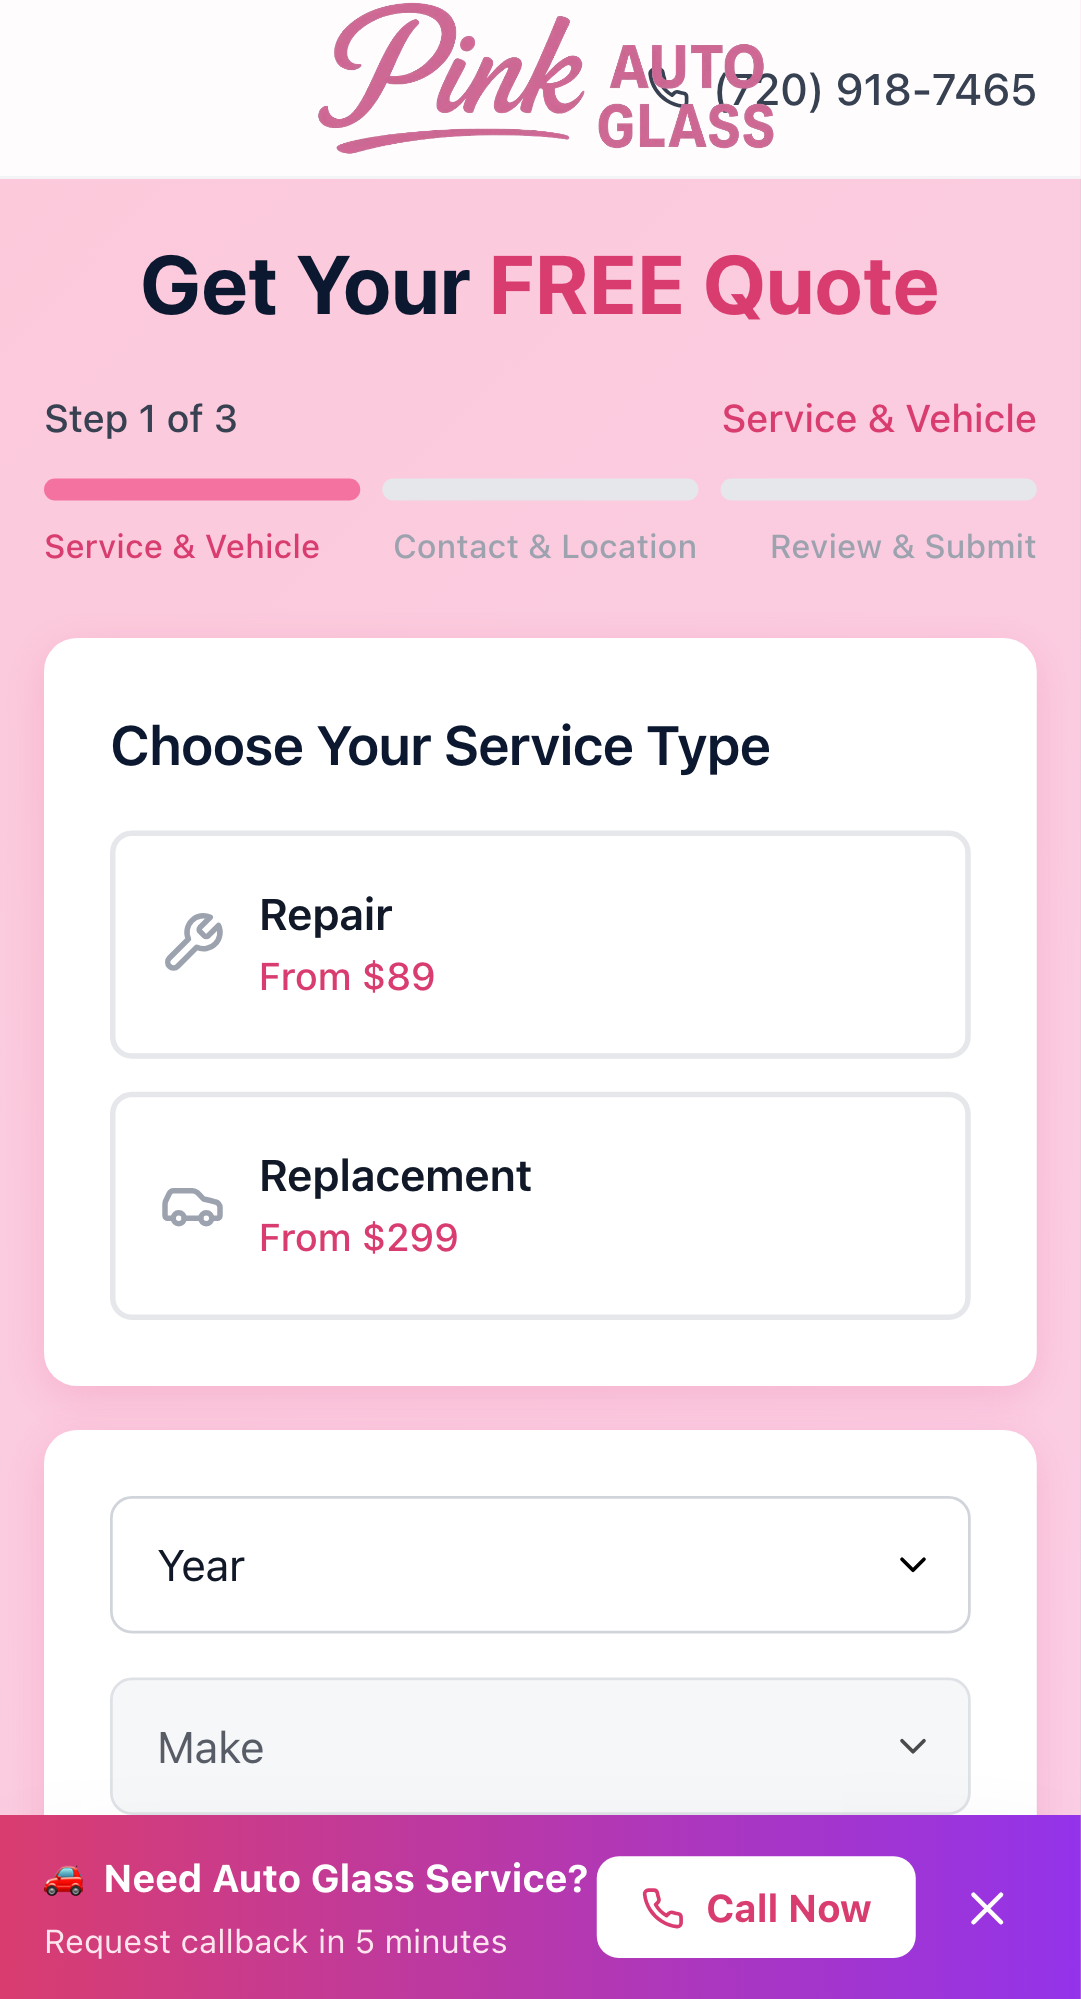 Pink AUTO GLASS
(720) 918-7465
Get Your FREE Quote
Step 1 of 3
Service & Vehicle
Service & Vehicle
Contact & Location
Review & Submit
Choose Your Service Type
Repair
From $89
Replacement
From $299
Year
Make
🚗 Need Auto Glass Service?
Request callback in 5 minutes
Call Now